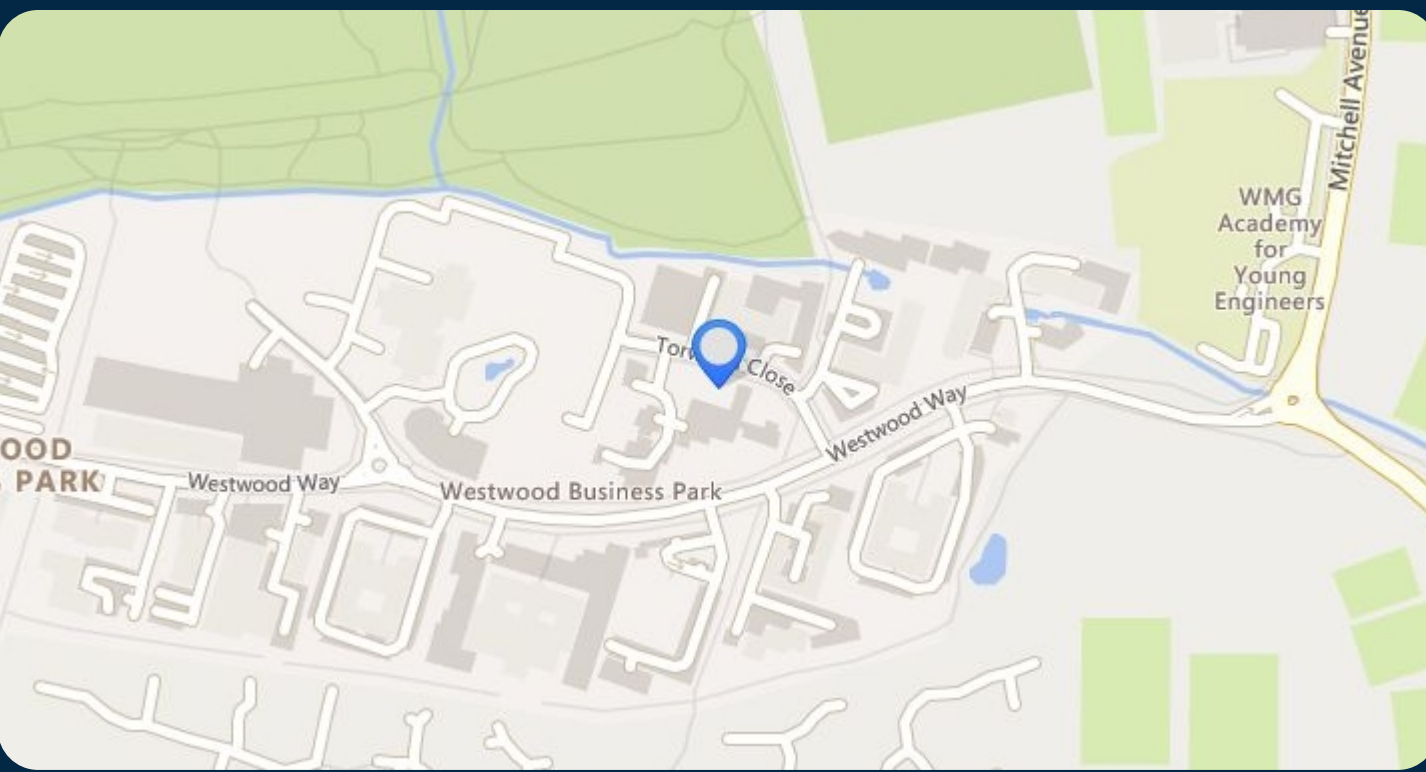 Mitchell Avenue
WMG
Academy
for
Young
Engineers
Close
Westwood Way
OOD
PARK
Westwood Way
Westwood Business Park